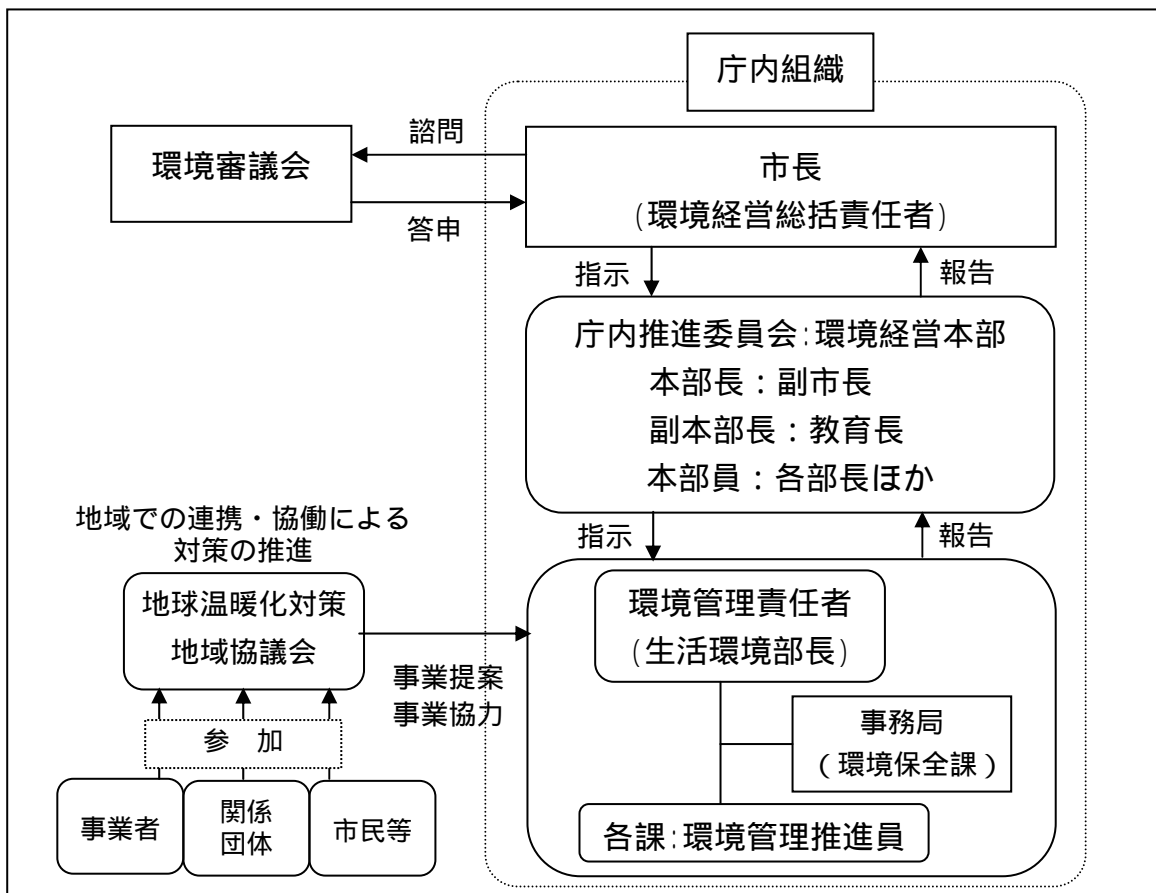 庁内組織
諮問
環境審議会
答申
市長
(環境経営総括責任者)
指示
報告
庁内推進委員会:環境経営本部
本部長：副市長
副本部長：教育長
本部員：各部長ほか
指示
報告
地域での連携・協働による
対策の推進
地球温暖化対策
地域協議会
事業提案
事業協力
参　加
事業者
関係
団体
市民等
環境管理責任者
(生活環境部長)
事務局
（環境保全課）
各課:環境管理推進員